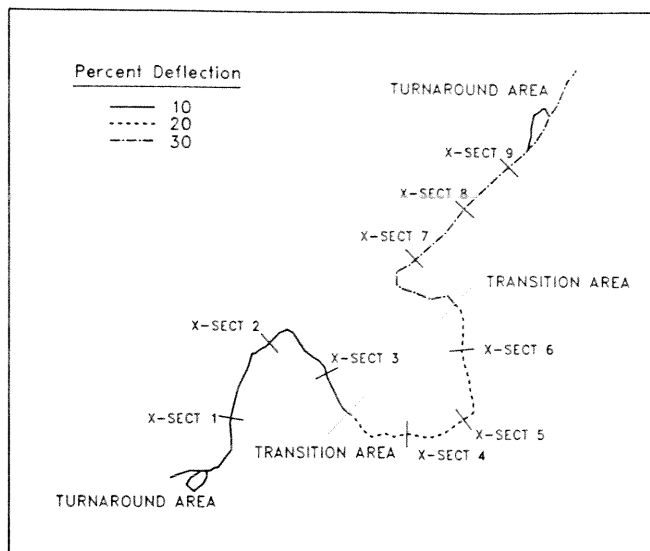 Percent Deflection
10
20
30
TURNAROUND AREA
X-SECT 9
X-SECT 8
X-SECT 7
TRANSITION AREA
X-SECT 2
X-SECT 3
X-SECT 6
X-SECT 1
X-SECT 5
TRANSITION AREA
X-SECT 4
TURNAROUND AREA